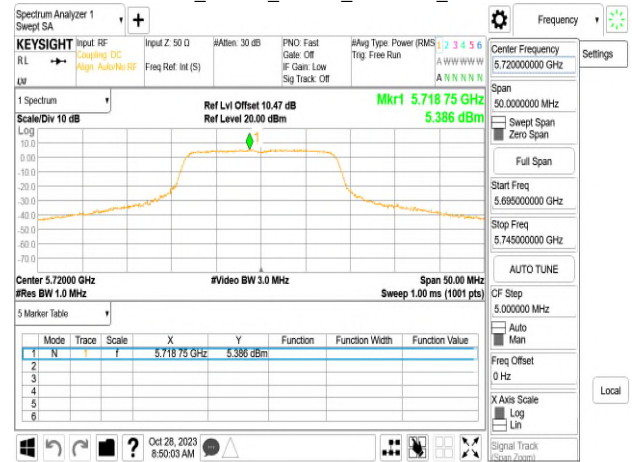 Spectrum Analyzer 1
Swept SA
+
Frequency
KEYSIGHT
Input: RF
Input Z: 50 Ω
#Atten: 30 dB
PNO: Fast
#Avg Type: Power (RMS
1 2 3 4 5 6
RL
Coupling: DC
Gate: Off
Trig: Free Run
A W W W W W
Align: Auto/No RF
Freq Ref: Int (S)
IF Gain: Low
Sig Track: Off
A N N N N N
1 Spectrum
Scale/Div 10 dB
Ref Lvl Offset 10.47 dB
Ref Level 20.00 dBm
Mkr1 5.718 75 GHz
5.386 dBm
Log
10.0
0.00
-10.0
-20.0
-30.0
-40.0
-50.0
-60.0
-70.0
1
Center 5.72000 GHz
#Video BW 3.0 MHz
Span 50.00 MHz
#Res BW 1.0 MHz
Sweep 1.00 ms (1001 pts)
5 Marker Table
Mode Trace Scale X Y Function Function Width Function Value
1 N 1 f 5.718 75 GHz 5.386 dBm
2
3
4
5
6
Oct 28, 2023
8:50:03 AM
?
Center Frequency
5.720000000 GHz
Settings
Span
50.0000000 MHz
Swept Span
Zero Span
Full Span
Start Freq
5.695000000 GHz
Stop Freq
5.745000000 GHz
AUTO TUNE
CF Step
5.000000 MHz
Auto
Man
Freq Offset
0 Hz
X Axis Scale
Log
Lin
Local
Signal Track
(Span Zoom)